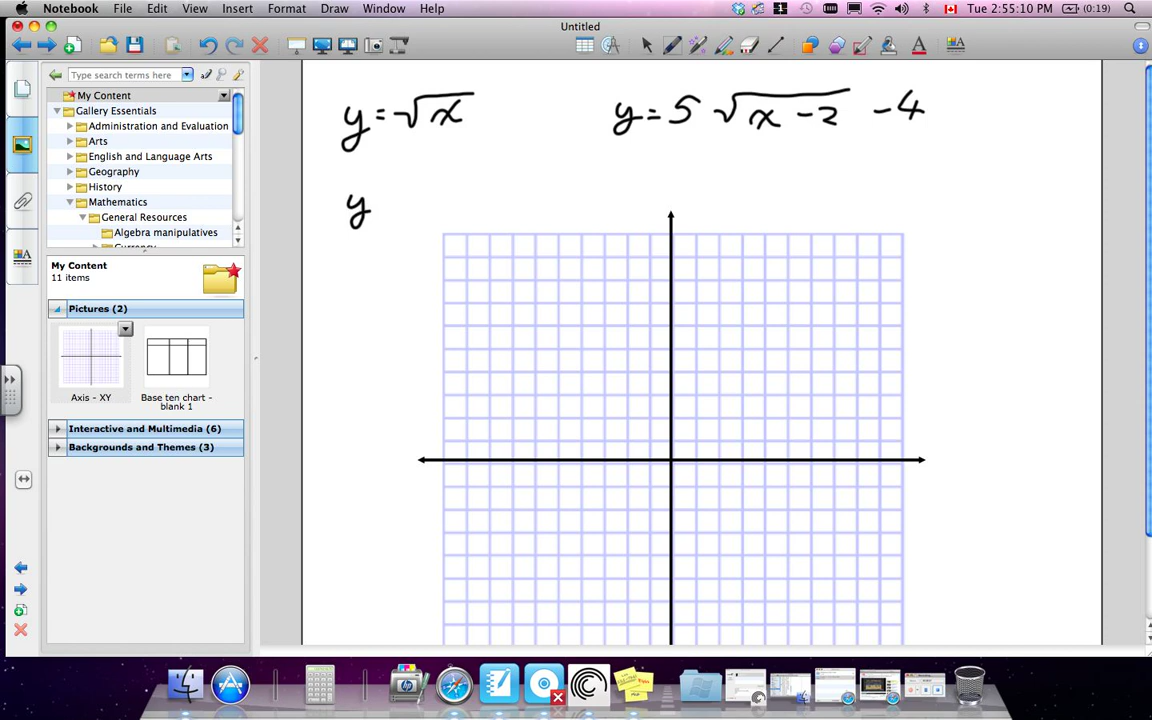 Notebook File Edit View Insert Format Draw Window Help Tue 2:55:10 PM (0:19)
Untitled
Type search terms here
My Content
Gallery Essentials
Administration and Evaluation
Arts
English and Language Arts
Geography
History
Mathematics
General Resources
Algebra manipulatives
Currency
My Content
11 items
Pictures (2)
Axis - XY
Base ten chart - blank 1
Interactive and Multimedia (6)
Backgrounds and Themes (3)
y = √x
y = 5 √x - 2 - 4
y